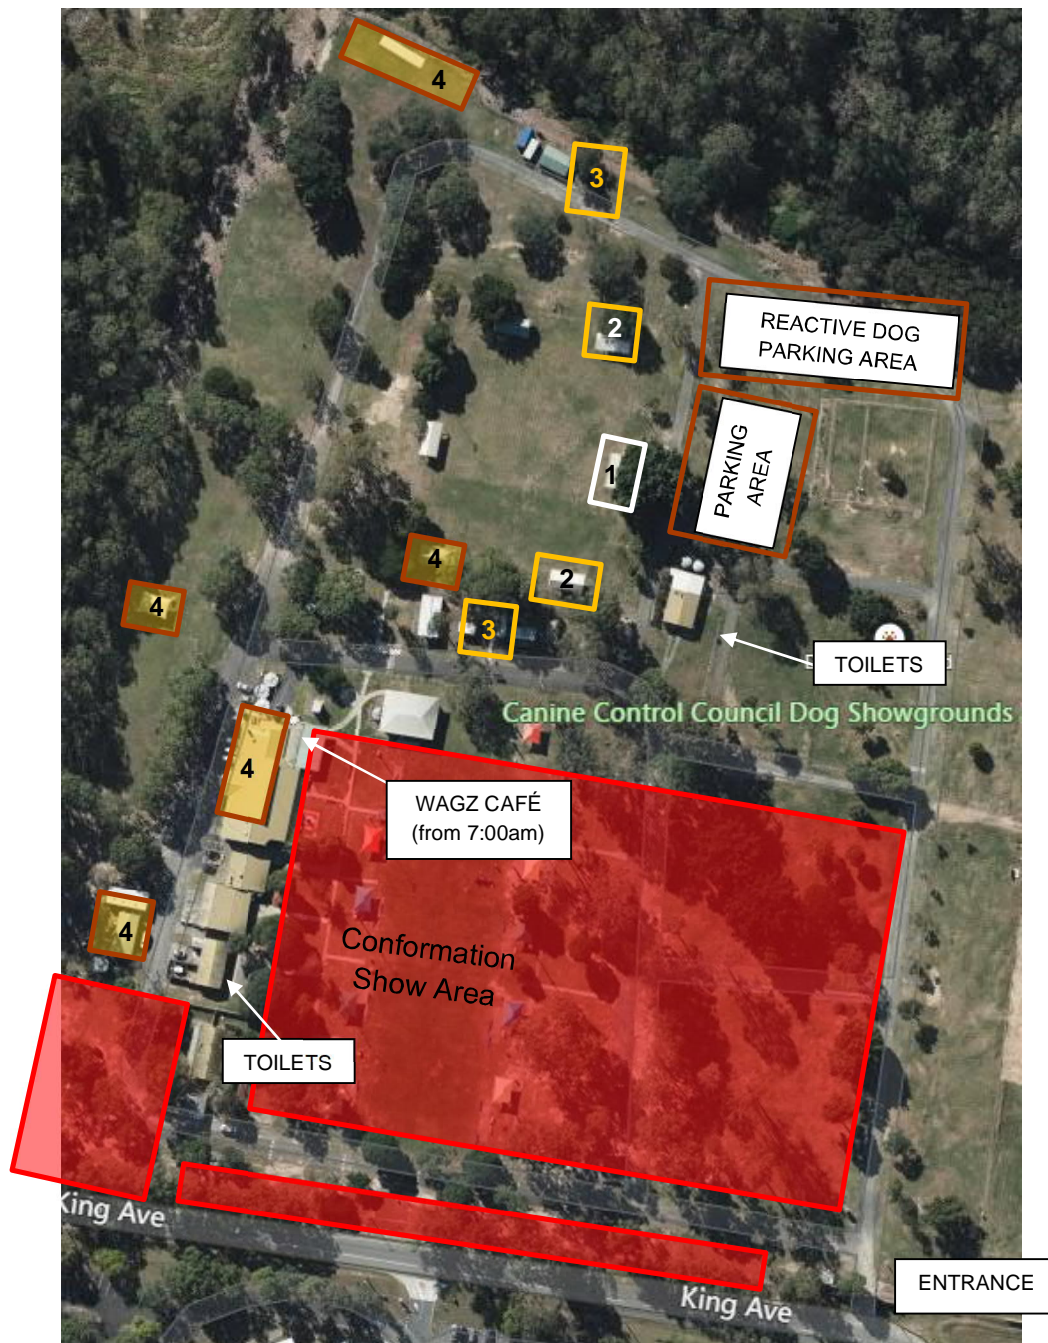 4
3
2
REACTIVE DOG
PARKING AREA
PARKING
AREA
1
4
2
4
3
TOILETS
Canine Control Council Dog Showgrounds
4
WAGZ CAFÉ
(from 7:00am)
4
Conformation
Show Area
TOILETS
King Ave
King Ave
ENTRANCE